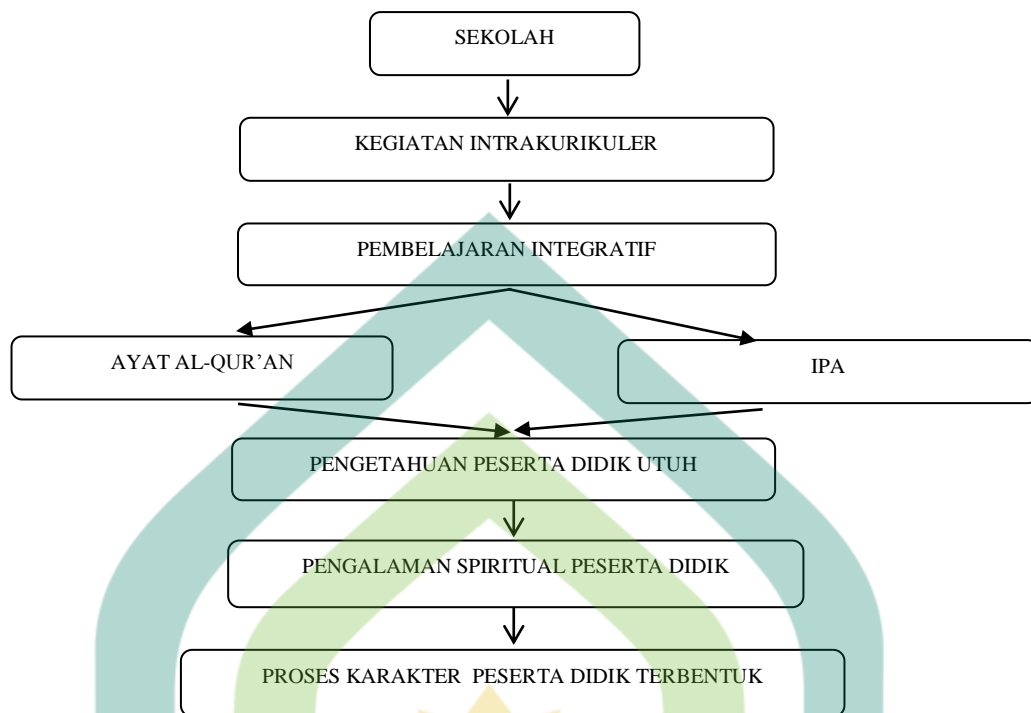 SEKOLAH
KEGIATAN INTRAKURIKULER
PEMBELAJARAN INTEGRATIF
AYAT AL-QUR’AN
IPA
PENGETAHUAN PESERTA DIDIK UTUH
PENGALAMAN SPIRITUAL PESERTA DIDIK
PROSES KARAKTER PESERTA DIDIK TERBENTUK